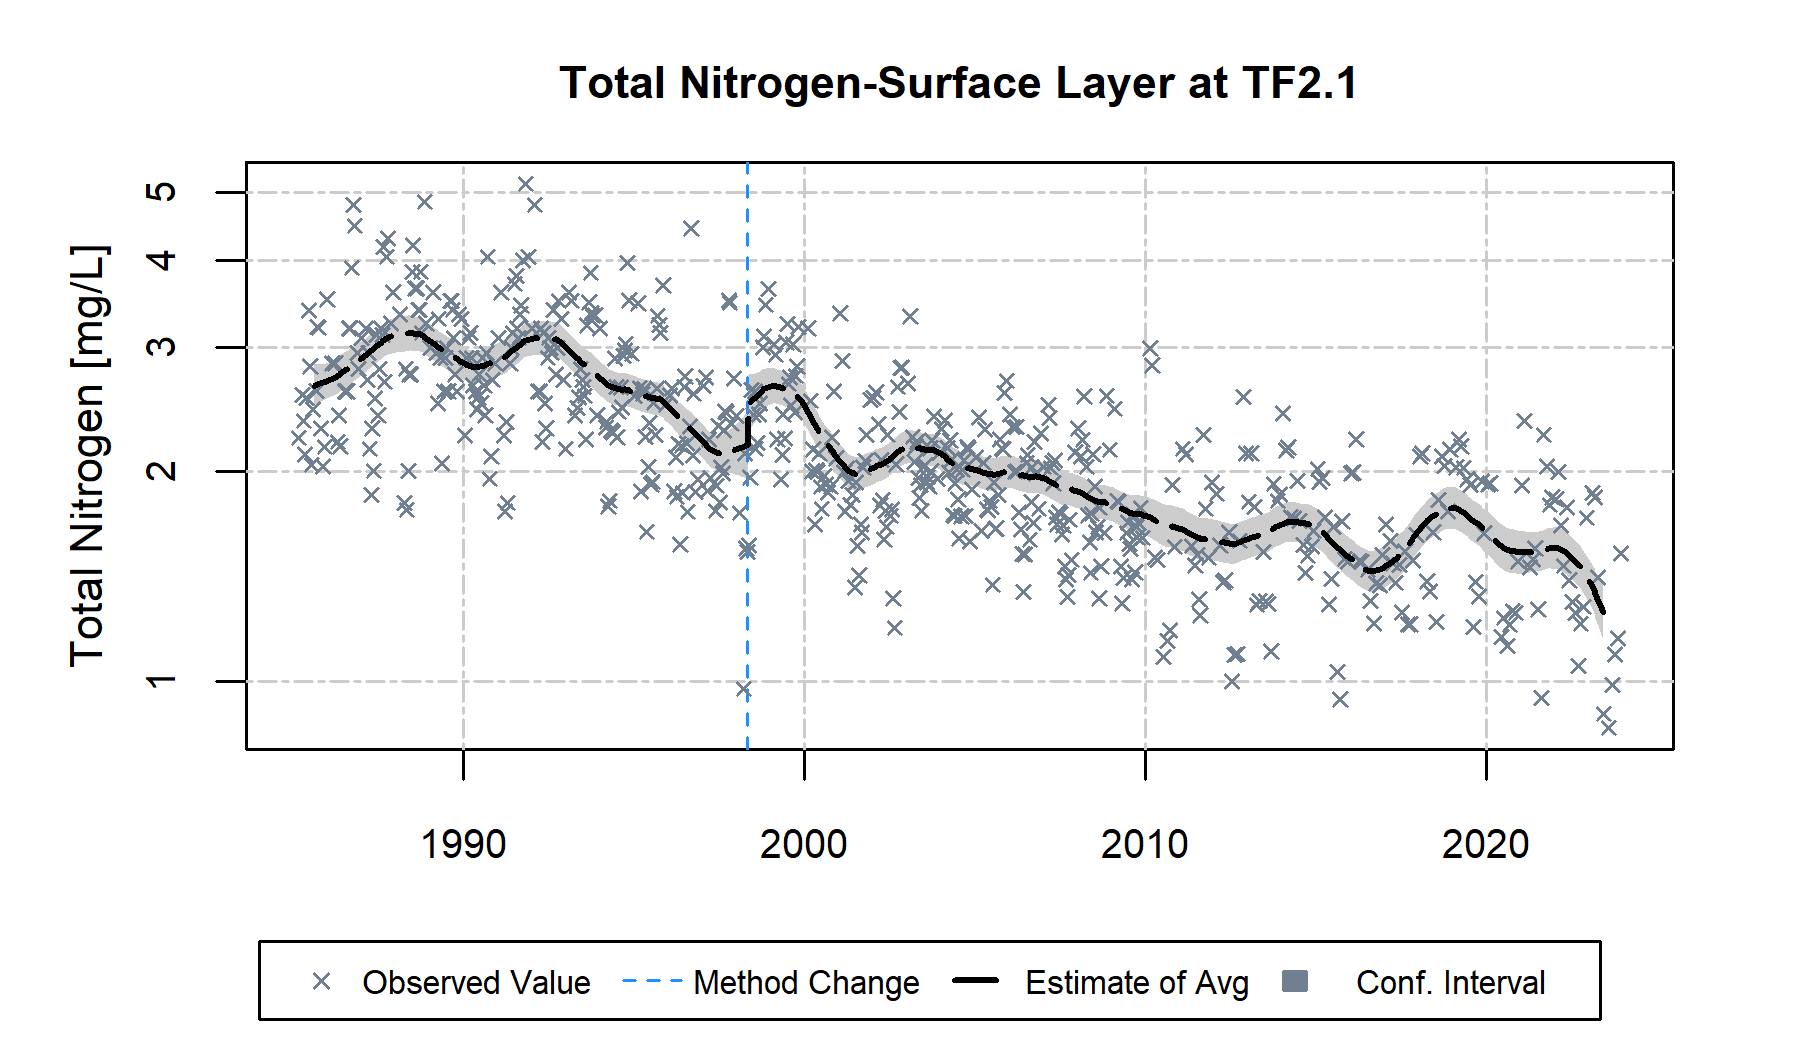 Total Nitrogen-Surface Layer at TF2.1
Total Nitrogen [mg/L]
5
4
3
2
1
1990 2000 2010 2020
Observed Value Method Change Estimate of Avg Conf. Interval